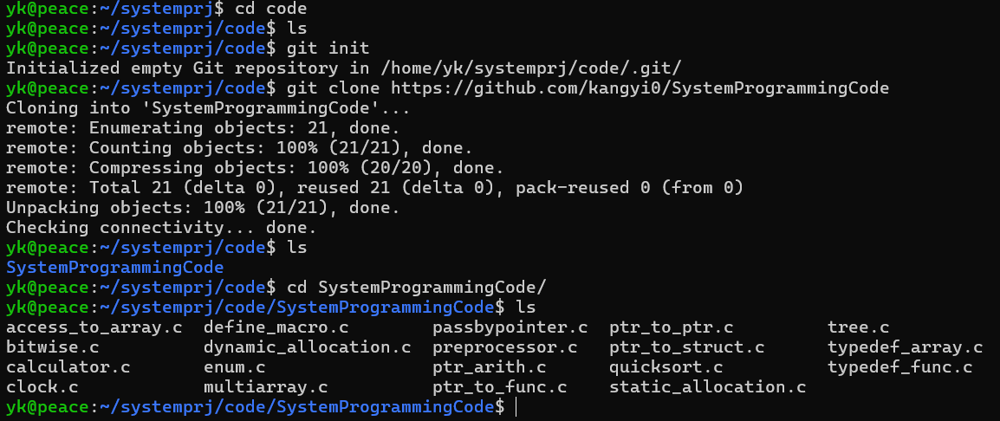 yk@peace:~/systemprj$ cd code
yk@peace:~/systemprj/code$ ls
yk@peace:~/systemprj/code$ git init
Initialized empty Git repository in /home/yk/systemprj/code/.git/
yk@peace:~/systemprj/code$ git clone https://github.com/kangyi0/SystemProgrammingCode
Cloning into 'SystemProgrammingCode'...
remote: Enumerating objects: 21, done.
remote: Counting objects: 100% (21/21), done.
remote: Compressing objects: 100% (20/20), done.
remote: Total 21 (delta 0), reused 21 (delta 0), pack-reused 0 (from 0)
Unpacking objects: 100% (21/21), done.
Checking connectivity... done.
yk@peace:~/systemprj/code$ ls
SystemProgrammingCode
yk@peace:~/systemprj/code$ cd SystemProgrammingCode/
yk@peace:~/systemprj/code/SystemProgrammingCode$ ls
access_to_array.c  define_macro.c        passbypointer.c  ptr_to_ptr.c         tree.c
bitwise.c          dynamic_allocation.c  preprocessor.c   ptr_to_struct.c      typedef_array.c
calculator.c       enum.c                ptr_arith.c      quicksort.c          typedef_func.c
clock.c            multiarray.c          ptr_to_func.c    static_allocation.c
yk@peace:~/systemprj/code/SystemProgrammingCode$